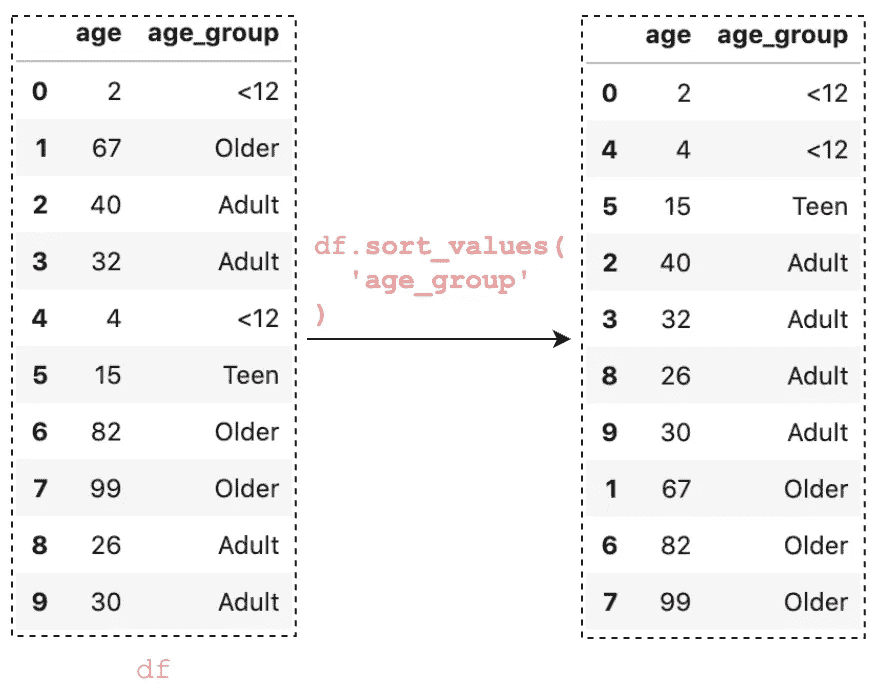 age age_group
0 2 <12
1 67 Older
2 40 Adult
3 32 Adult
4 4 <12
5 15 Teen
6 82 Older
7 99 Older
8 26 Adult
9 30 Adult
df
df.sort_values(
'age_group'
)
age age_group
0 2 <12
4 4 <12
5 15 Teen
2 40 Adult
3 32 Adult
8 26 Adult
9 30 Adult
1 67 Older
6 82 Older
7 99 Older